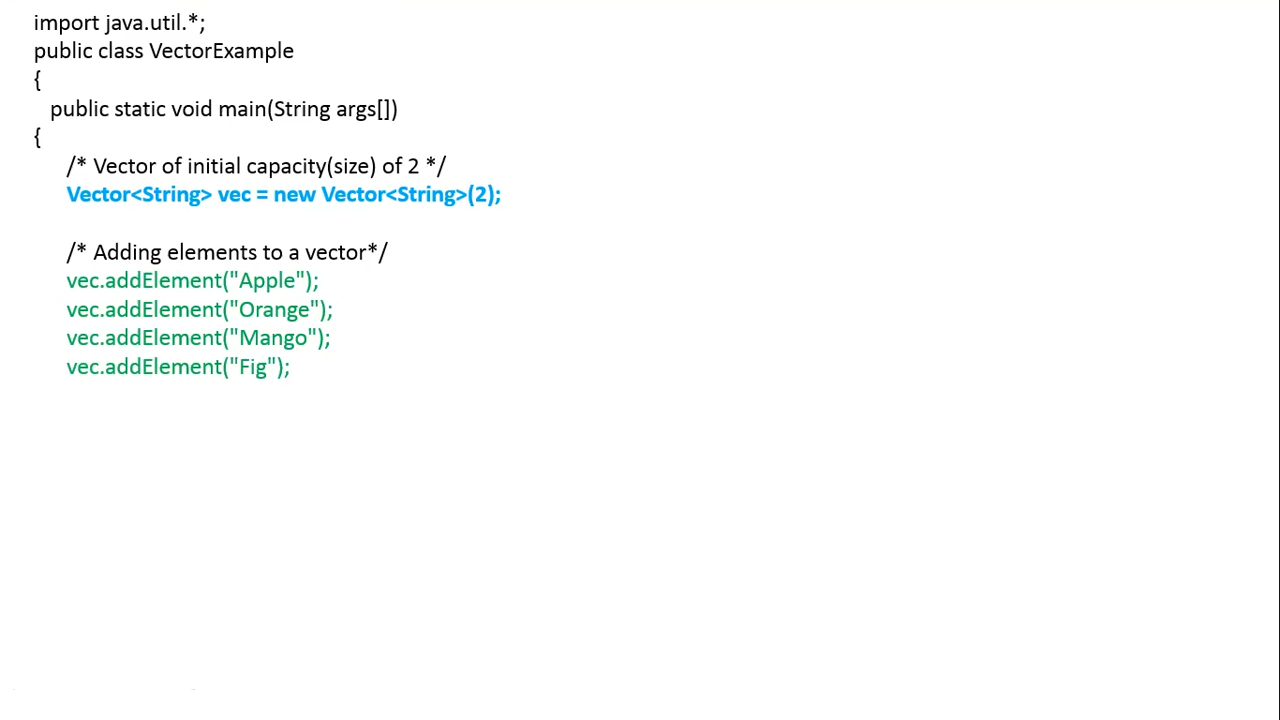 import java.util.*;
public class VectorExample
{
public static void main(String args[])
{
/* Vector of initial capacity(size) of 2 */
Vector<String> vec = new Vector<String>(2);
/* Adding elements to a vector*/
vec.addElement("Apple");
vec.addElement("Orange");
vec.addElement("Mango");
vec.addElement("Fig");